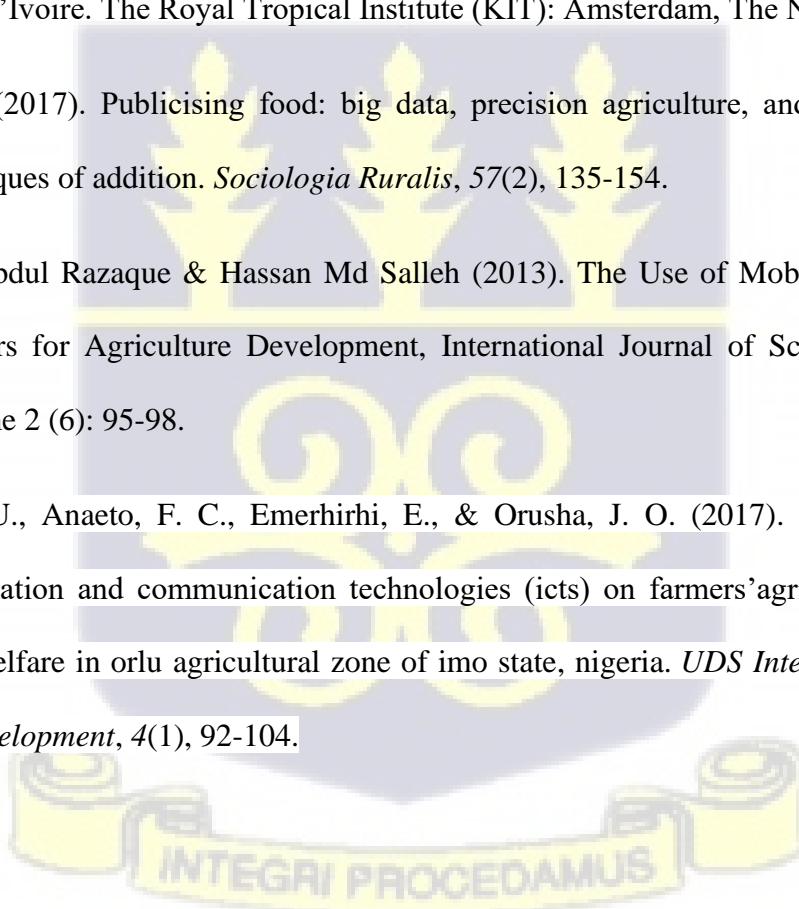 'Ivoire. The Royal Tropical Institute (KIT): Amsterdam, The N
(2017). Publicising food: big data, precision agriculture, and
ques of addition. Sociologia Ruralis, 57(2), 135-154.
bdul Razaque & Hassan Md Salleh (2013). The Use of Mob
rs for Agriculture Development, International Journal of Sc
e 2 (6): 95-98.
U., Anaeto, F. C., Emerhirhi, E., & Orusha, J. O. (2017).
ation and communication technologies (icts) on farmers'agri
elfare in orlu agricultural zone of imo state, nigeria. UDS Inte
elopment, 4(1), 92-104.
INTEGRI PROCEDAMUS